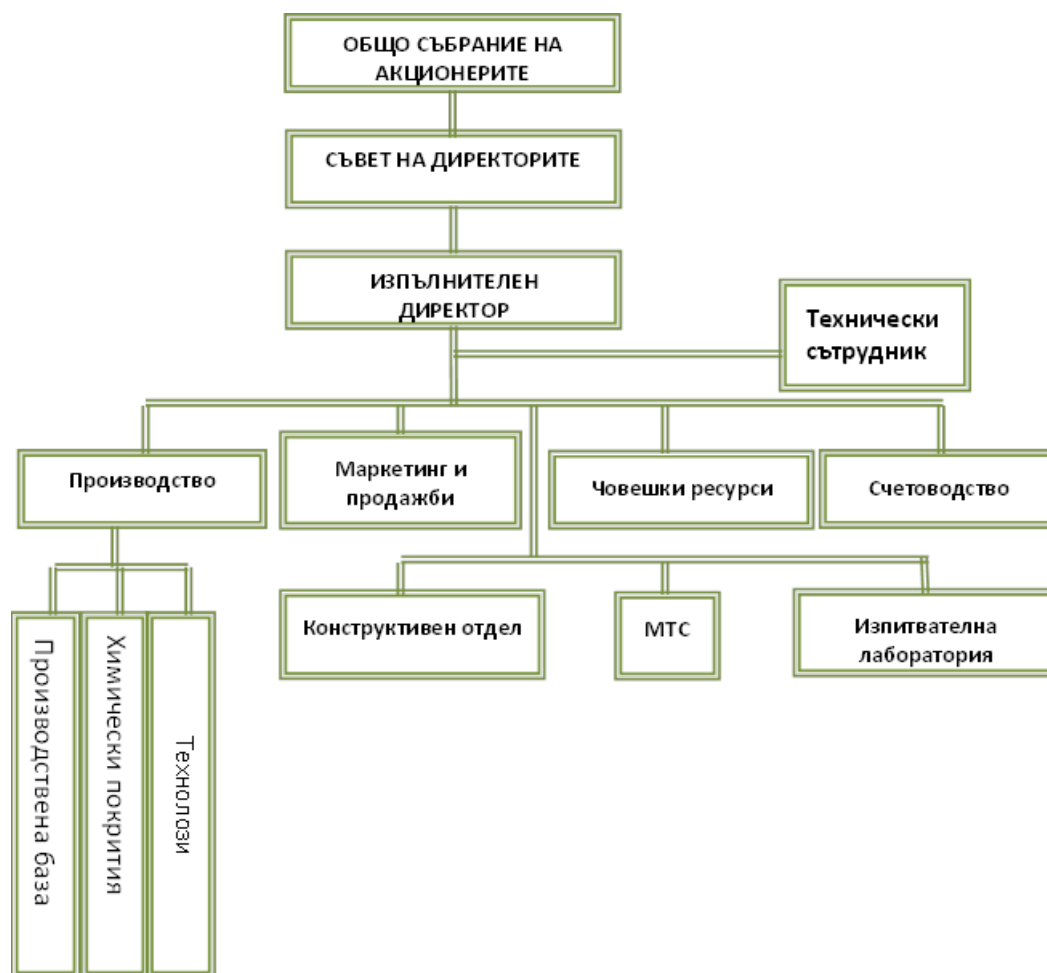 ОБЩО СЪБРАНИЕ НА
АКЦИОНЕРИТЕ
СЪВЕТ НА ДИРЕКТОРИТЕ
ИЗПЪЛНИТЕЛЕН
ДИРЕКТОР
Технически
сътрудник
Производство
Маркетинг и
продажби
Човешки ресурси
Счетоводство
Конструктивен отдел
МТС
Изпитвателна
лаборатория
Производствена база
Химически покрития
Технолози